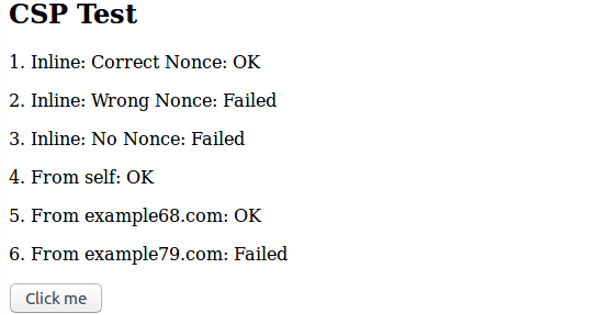 CSP Test
1. Inline: Correct Nonce: OK
2. Inline: Wrong Nonce: Failed
3. Inline: No Nonce: Failed
4. From self: OK
5. From example68.com: OK
6. From example79.com: Failed
Click me